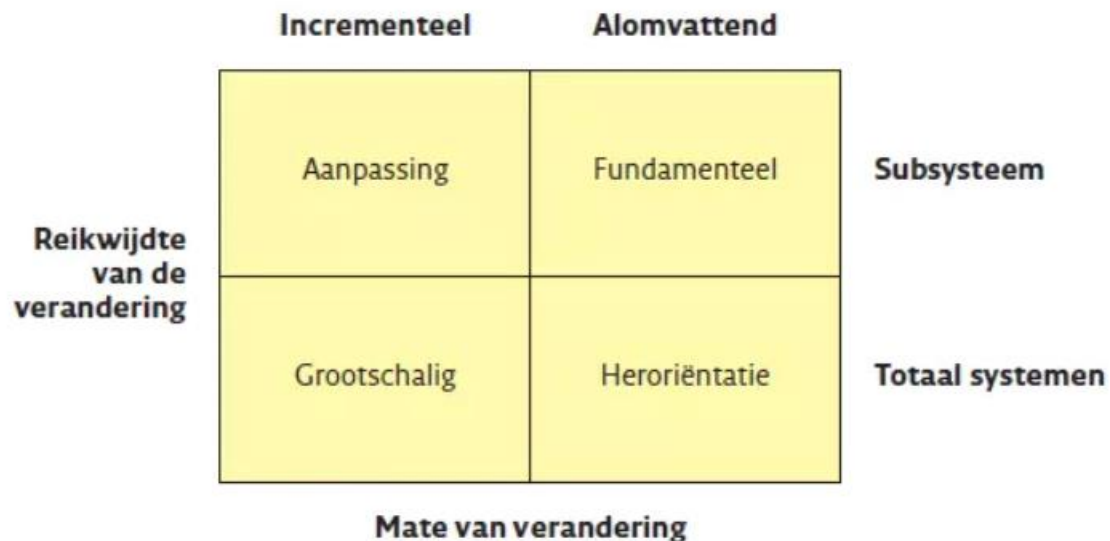 Incrementeel Alomvattend
Aanpassing Fundamenteel Subsysteem
Reikwijdte
van de
verandering
Grootschalig Heroriëntatie Totaal systemen
Mate van verandering